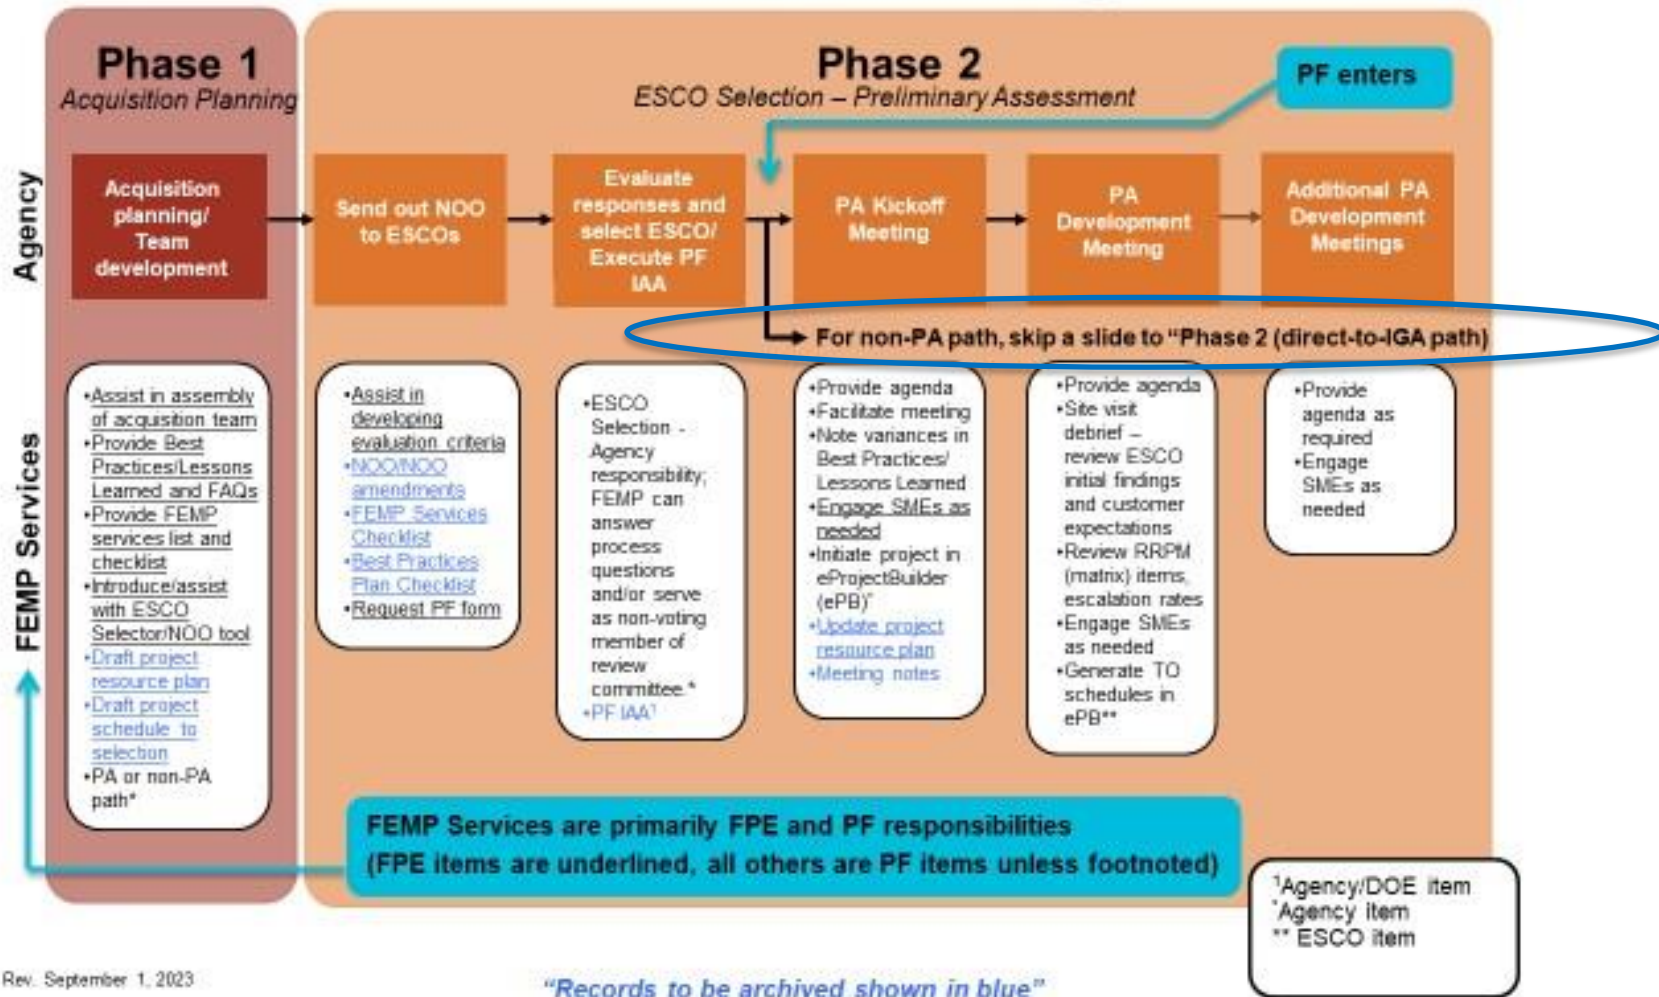 Phase 1
Acquisition Planning
Phase 2
ESCO Selection – Preliminary Assessment
PF enters
Agency
Acquisition
planning/
Team
development
Send out NOO
to ESCOs
Evaluate
responses and
select ESCO/
Execute PF
IAA
PA Kickoff
Meeting
PA
Development
Meeting
Additional PA
Development
Meetings
For non-PA path, skip a slide to “Phase 2 (direct-to-IGA path)
FEMP Services
•Assist in assembly
of acquisition team
•Provide Best
Practices/Lessons
Learned and FAQs
•Provide FEMP
services list and
checklist
•Introduce/assist
with ESCO
Selector/NOO tool
•Draft project
resource plan
•Draft project
schedule to
selection
•PA or non-PA
path*
•Assist in
developing
evaluation criteria
•NOO/NOO
amendments
•FEMP Services
Checklist
•Best Practices
Plan Checklist
•Request PF form
•ESCO
Selection -
Agency
responsibility;
FEMP can
answer
process
questions
and/or serve
as non-voting
member of
review
committee.*
•PF IAA¹
•Provide agenda
•Facilitate meeting
•Note variances in
Best Practices/
Lessons Learned
•Engage SMEs as
needed
•Initiate project in
eProjectBuilder
(ePB)*
•Update project
resource plan
•Meeting notes
•Provide agenda
•Site visit
debrief –
review ESCO
initial findings
and customer
expectations
•Review RRPM
(matrix) items,
escalation rates
•Engage SMEs
as needed
•Generate TO
schedules in
ePB**
•Provide
agenda as
required
•Engage
SMEs as
needed
FEMP Services are primarily FPE and PF responsibilities
(FPE items are underlined, all others are PF items unless footnoted)
¹Agency/DOE item
*Agency item
** ESCO item
Rev. September 1, 2023
“Records to be archived shown in blue”